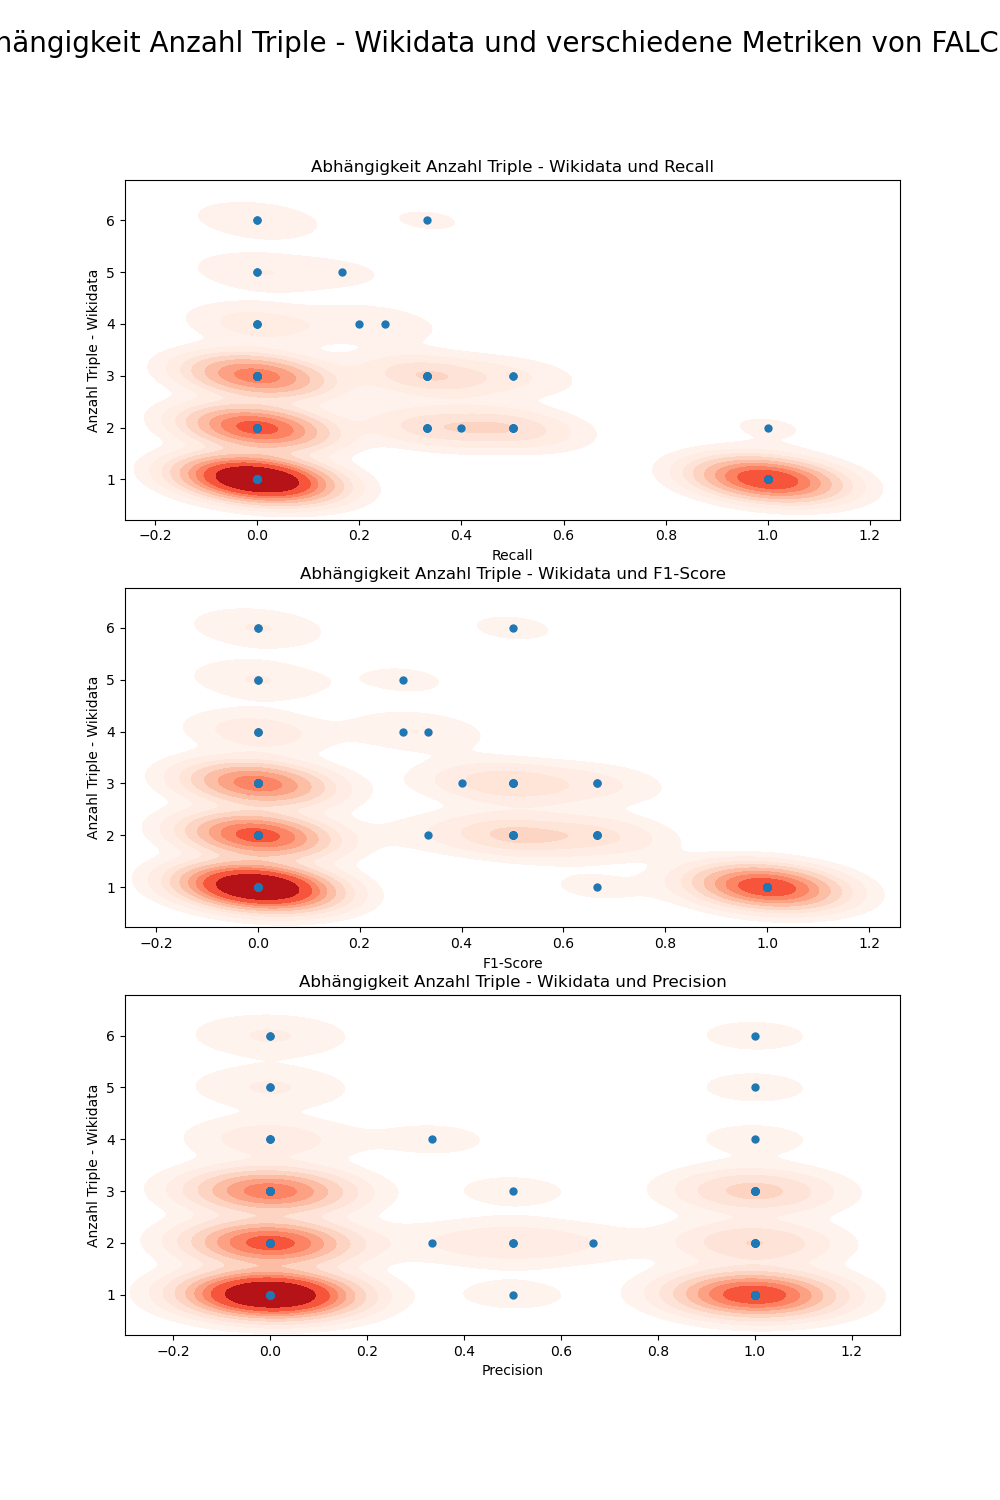 hängigkeit Anzahl Triple - Wikidata und verschiedene Metriken von FALC
Abhängigkeit Anzahl Triple - Wikidata und Recall
Anzahl Triple - Wikidata
6
5
4
3
2
1
−0.2 0.0 0.2 0.4 0.6 0.8 1.0 1.2
Recall
Abhängigkeit Anzahl Triple - Wikidata und F1-Score
Anzahl Triple - Wikidata
6
5
4
3
2
1
−0.2 0.0 0.2 0.4 0.6 0.8 1.0 1.2
F1-Score
Abhängigkeit Anzahl Triple - Wikidata und Precision
Anzahl Triple - Wikidata
6
5
4
3
2
1
−0.2 0.0 0.2 0.4 0.6 0.8 1.0 1.2
Precision